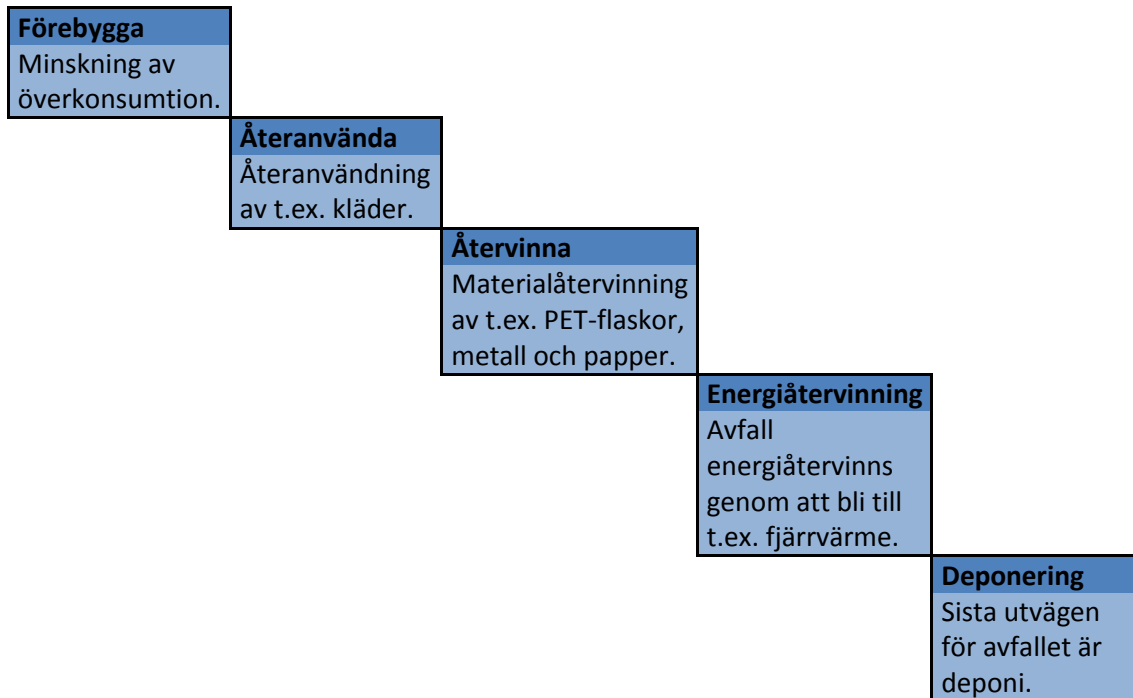 Förebygga
Minskning av
överkonsumtion.
Återanvända
Återanvändning
av t.ex. kläder.
Återvinna
Materialåtervinning
av t.ex. PET-flaskor,
metall och papper.
Energiåtervinning
Avfall
energiåtervinns
genom att bli till
t.ex. fjärrvärme.
Deponering
Sista utvägen
för avfallet är
deponi.